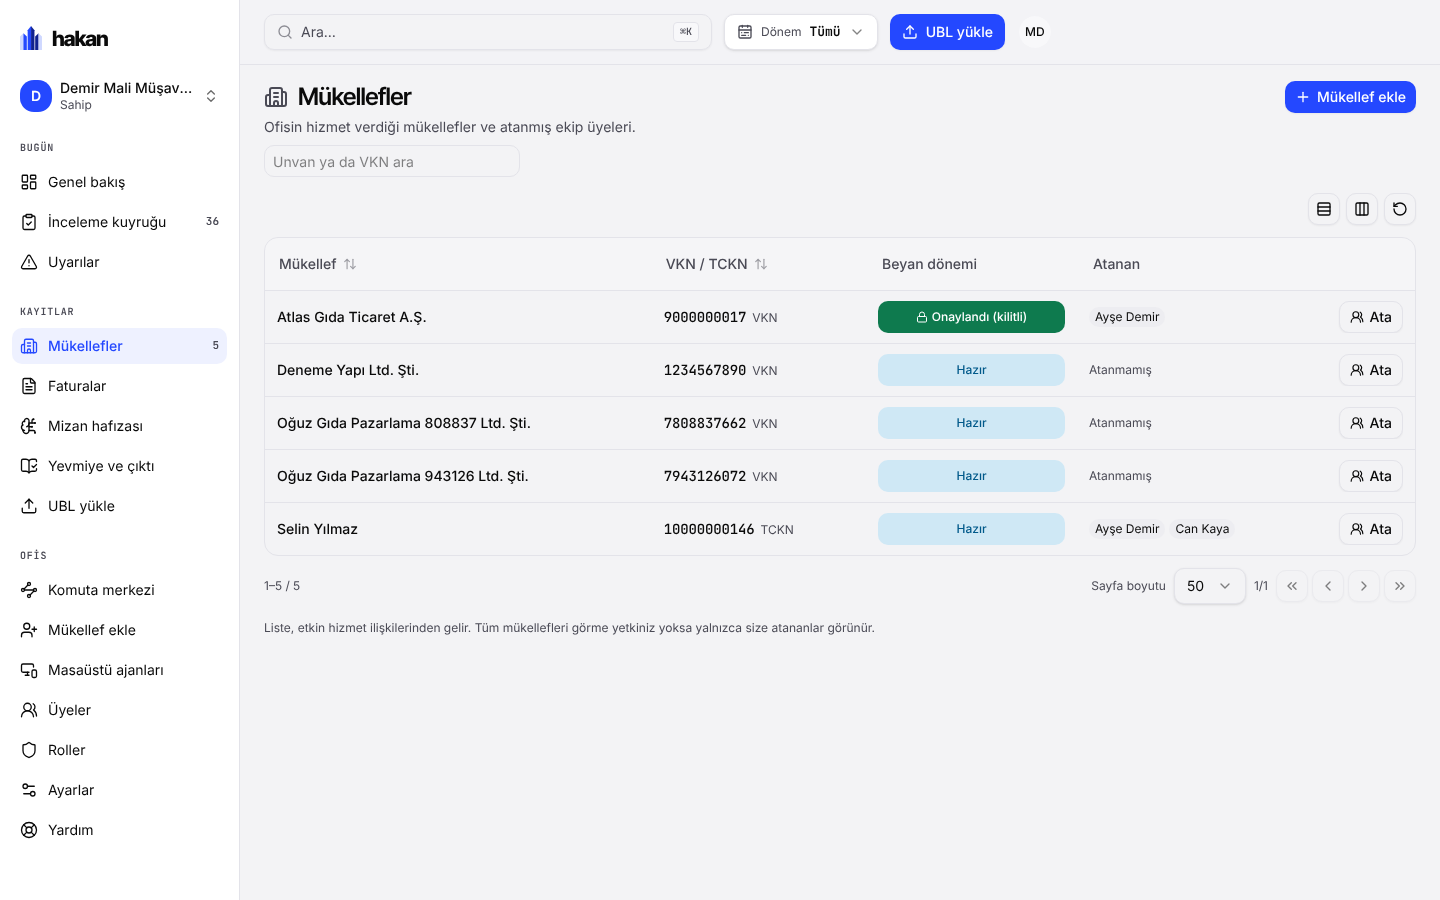 hakan
Ara...
⌘K
Dönem Tümü
UBL yükle
MD
D
Demir Mali Müşav...
Sahip
BUGÜN
Genel bakış
İnceleme kuyruğu 36
Uyarılar
KAYITLAR
Mükellefler 5
Faturalar
Mizan hafızası
Yevmiye ve çıktı
UBL yükle
OFİS
Komuta merkezi
Mükellef ekle
Masaüstü ajanları
Üyeler
Roller
Ayarlar
Yardım
Mükellefler
Mükellef ekle
Ofisin hizmet verdiği mükellefler ve atanmış ekip üyeleri.
Unvan ya da VKN ara
Mükellef VKN / TCKN Beyan dönemi Atanan
Atlas Gıda Ticaret A.Ş. 9000000017 VKN Onaylandı (kilitli) Ayşe Demir Ata
Deneme Yapı Ltd. Şti. 1234567890 VKN Hazır Atanmamış Ata
Oğuz Gıda Pazarlama 808837 Ltd. Şti. 7808837662 VKN Hazır Atanmamış Ata
Oğuz Gıda Pazarlama 943126 Ltd. Şti. 7943126072 VKN Hazır Atanmamış Ata
Selin Yılmaz 10000000146 TCKN Hazır Ayşe Demir Can Kaya Ata
1–5 / 5 Sayfa boyutu 50 1/1
Liste, etkin hizmet ilişkilerinden gelir. Tüm mükellefleri görme yetkiniz yoksa yalnızca size atananlar görünür.